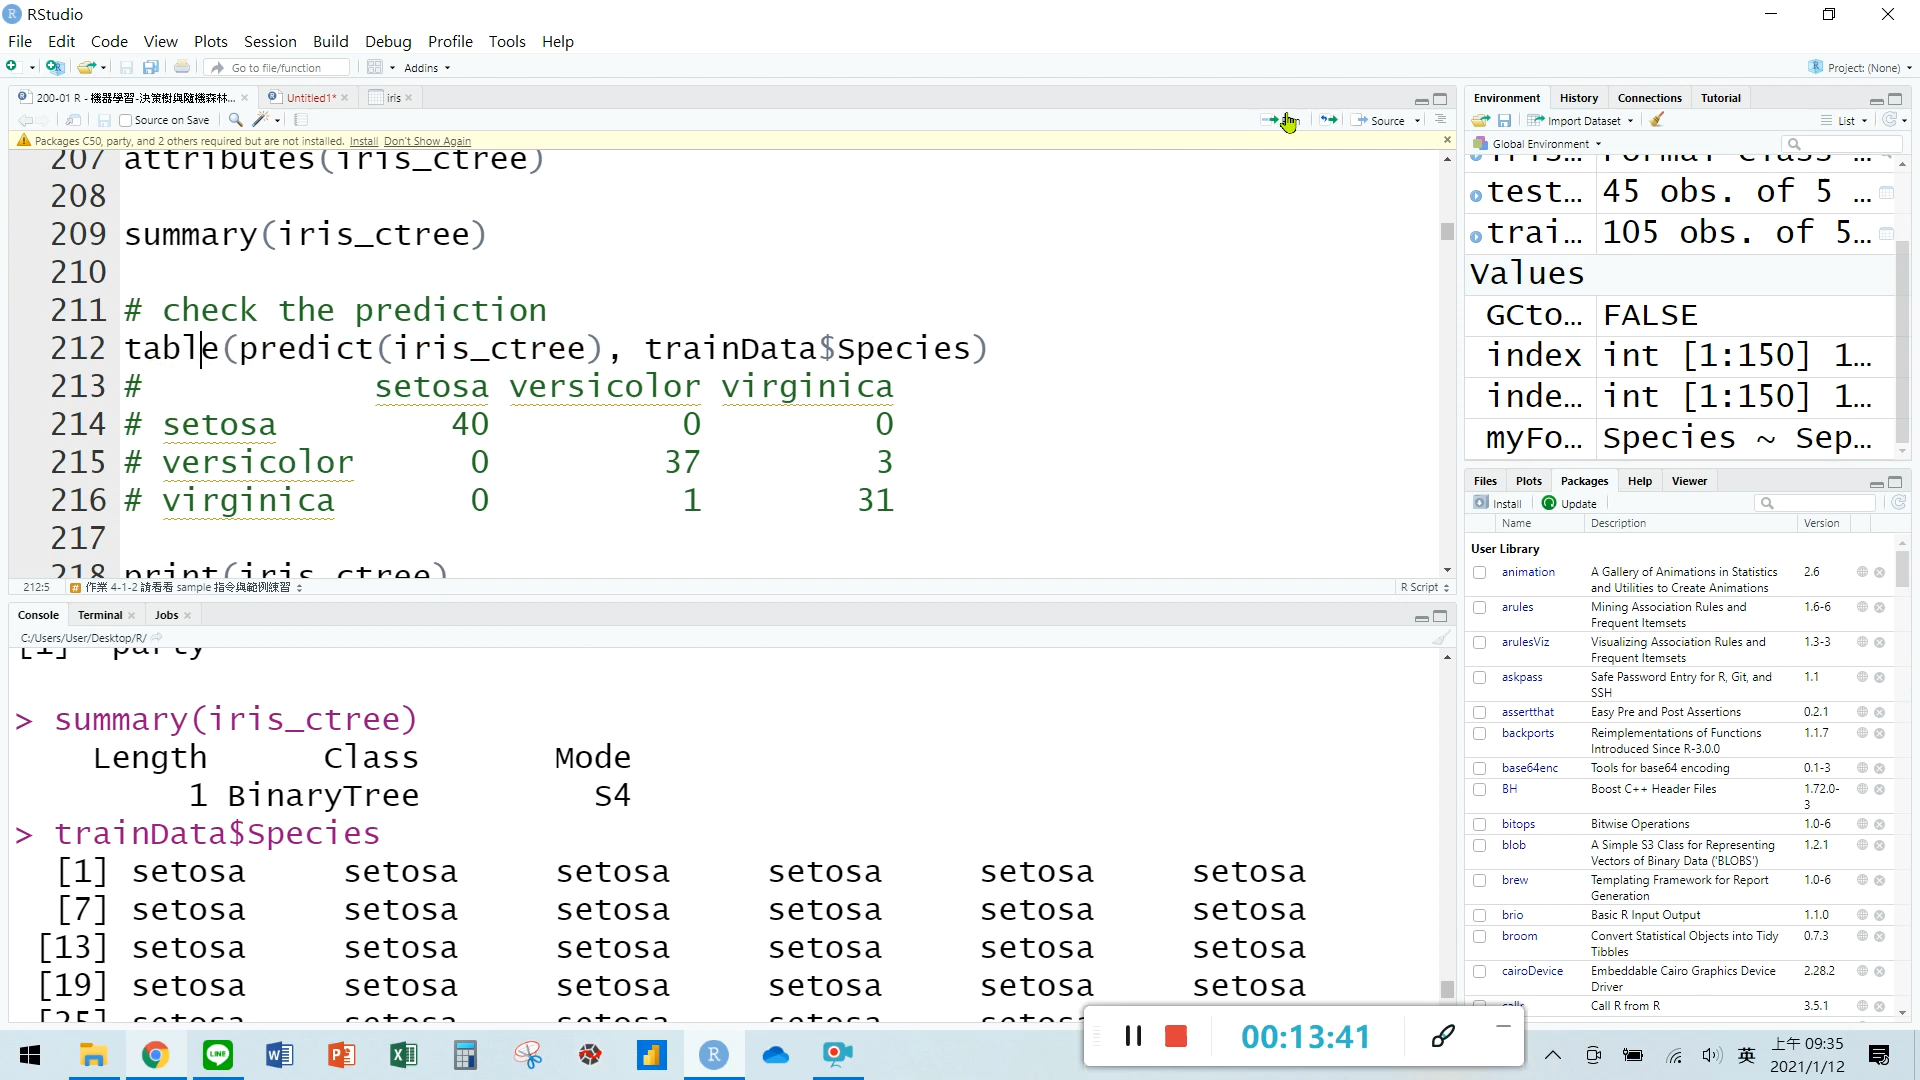 RStudio
File Edit Code View Plots Session Build Debug Profile Tools Help
Go to file/function Addins Project: (None)
200-01 R - 機器學習-決策樹與隨機森林... Untitled1* iris
Source on Save Source
Packages C50, party, and 2 others required but are not installed. Install Don't Show Again
207 attributes(iris_ctree)
208
209 summary(iris_ctree)
210
211 # check the prediction
212 table(predict(iris_ctree), trainData$Species)
213 # setosa versicolor virginica
214 # setosa 40 0 0
215 # versicolor 0 37 3
216 # virginica 0 1 31
217
218 print(iris_ctree)
212:5 作業 4-1-2 請看看 sample 指令與範例練習 R Script
Console Terminal Jobs
C:/Users/User/Desktop/R/
[1] "party"
> summary(iris_ctree)
Length Class Mode
1 BinaryTree S4
> trainData$Species
[1] setosa setosa setosa setosa setosa setosa
[7] setosa setosa setosa setosa setosa setosa
[13] setosa setosa setosa setosa setosa setosa
[19] setosa setosa setosa setosa setosa setosa
[25] setosa setosa setosa setosa
Environment History Connections Tutorial
Import Dataset List
Global Environment
test... 45 obs. of 5 ...
trai... 105 obs. of 5...
Values
GCto... FALSE
index int [1:150] 1...
inde... int [1:150] 1...
myFo... Species ~ Sep...
Files Plots Packages Help Viewer
Install Update
Name Description Version
User Library
animation A Gallery of Animations in Statistics and Utilities to Create Animations 2.6
arules Mining Association Rules and Frequent Itemsets 1.6-6
arulesViz Visualizing Association Rules and Frequent Itemsets 1.3-3
askpass Safe Password Entry for R, Git, and SSH 1.1
assertthat Easy Pre and Post Assertions 0.2.1
backports Reimplementations of Functions Introduced Since R-3.0.0 1.1.7
base64enc Tools for base64 encoding 0.1-3
BH Boost C++ Header Files 1.72.0-3
bitops Bitwise Operations 1.0-6
blob A Simple S3 Class for Representing Vectors of Binary Data ('BLOBS') 1.2.1
brew Templating Framework for Report Generation 1.0-6
brio Basic R Input Output 1.1.0
broom Convert Statistical Objects into Tidy Tibbles 0.7.3
cairoDevice Embeddable Cairo Graphics Device Driver 2.28.2
callr Call R from R 3.5.1
00:13:41
英 上午 09:35
2021/1/12